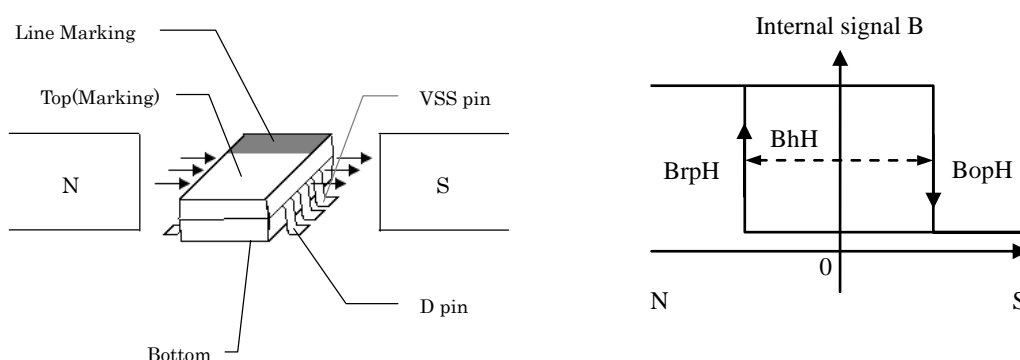 Line Marking
Top(Marking)
VSS pin
N
S
D pin
Bottom
Internal signal B
BhH
BrpH
BopH
0
N
S